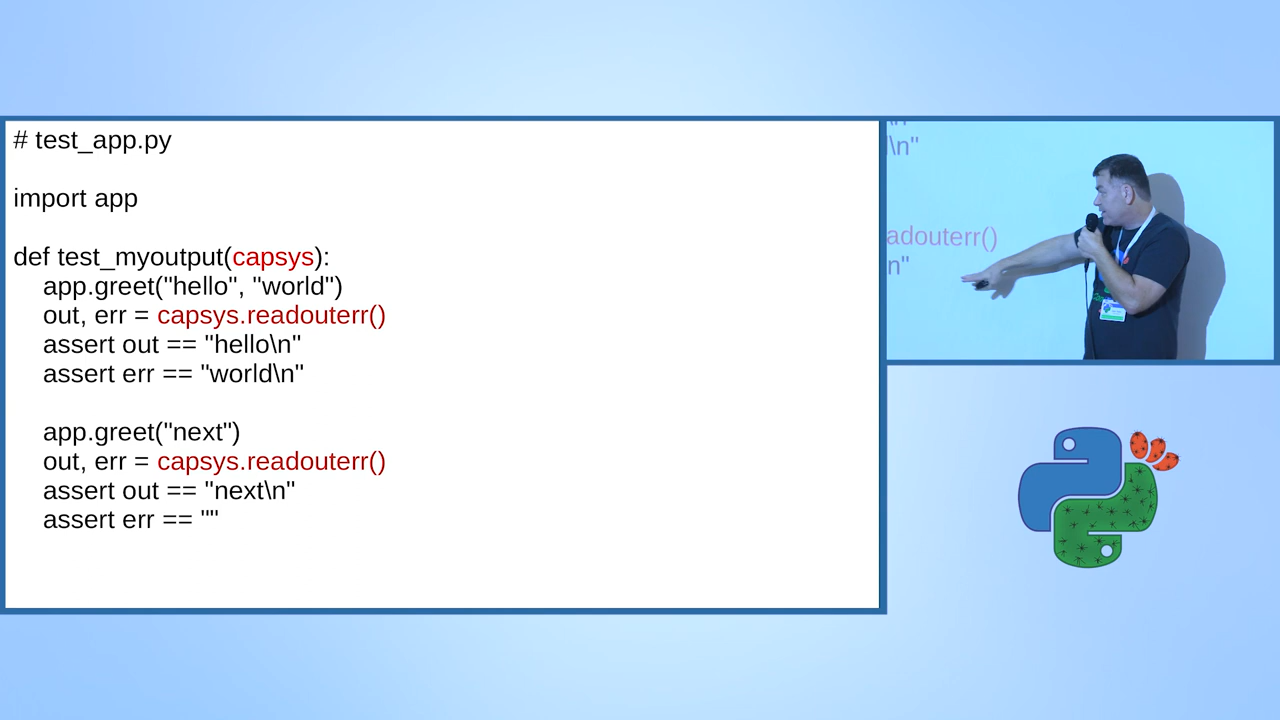 # test_app.py
import app
def test_myoutput(capsys):
app.greet("hello", "world")
out, err = capsys.readouterr()
assert out == "hello\n"
assert err == "world\n"
app.greet("next")
out, err = capsys.readouterr()
assert out == "next\n"
assert err == ""
\n"
adouterr()
n"